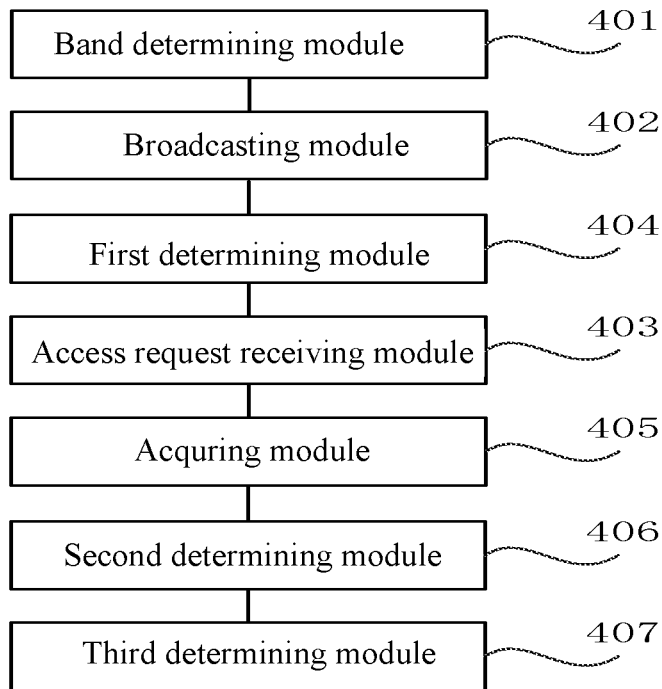 Band determining module 401
Broadcasting module 402
First determining module 404
Access request receiving module 403
Acquring module 405
Second determining module 406
Third determining module 407